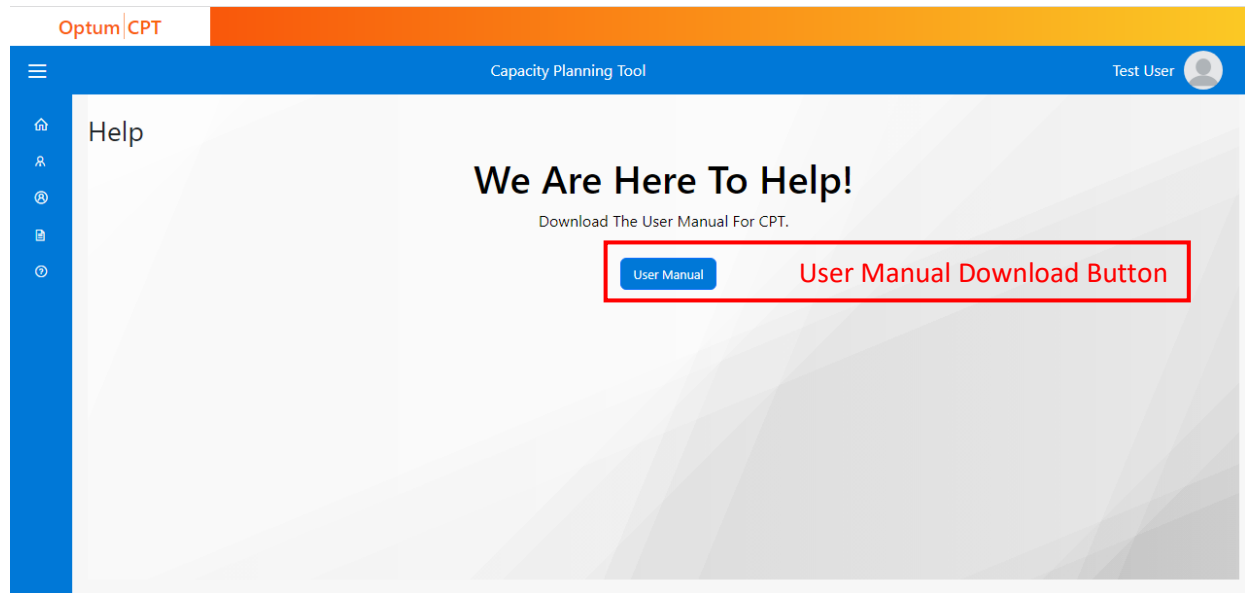 Optum CPT
Capacity Planning Tool
Test User
Help
We Are Here To Help!
Download The User Manual For CPT.
User Manual
User Manual Download Button